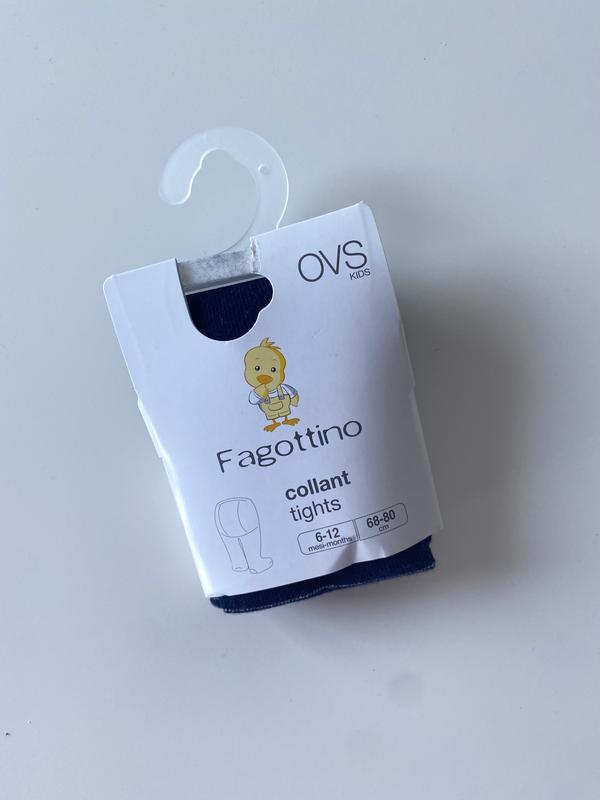 OVS
KIDS
Fagottino
collant
tights
6-12
mesi-months
68-80
cm